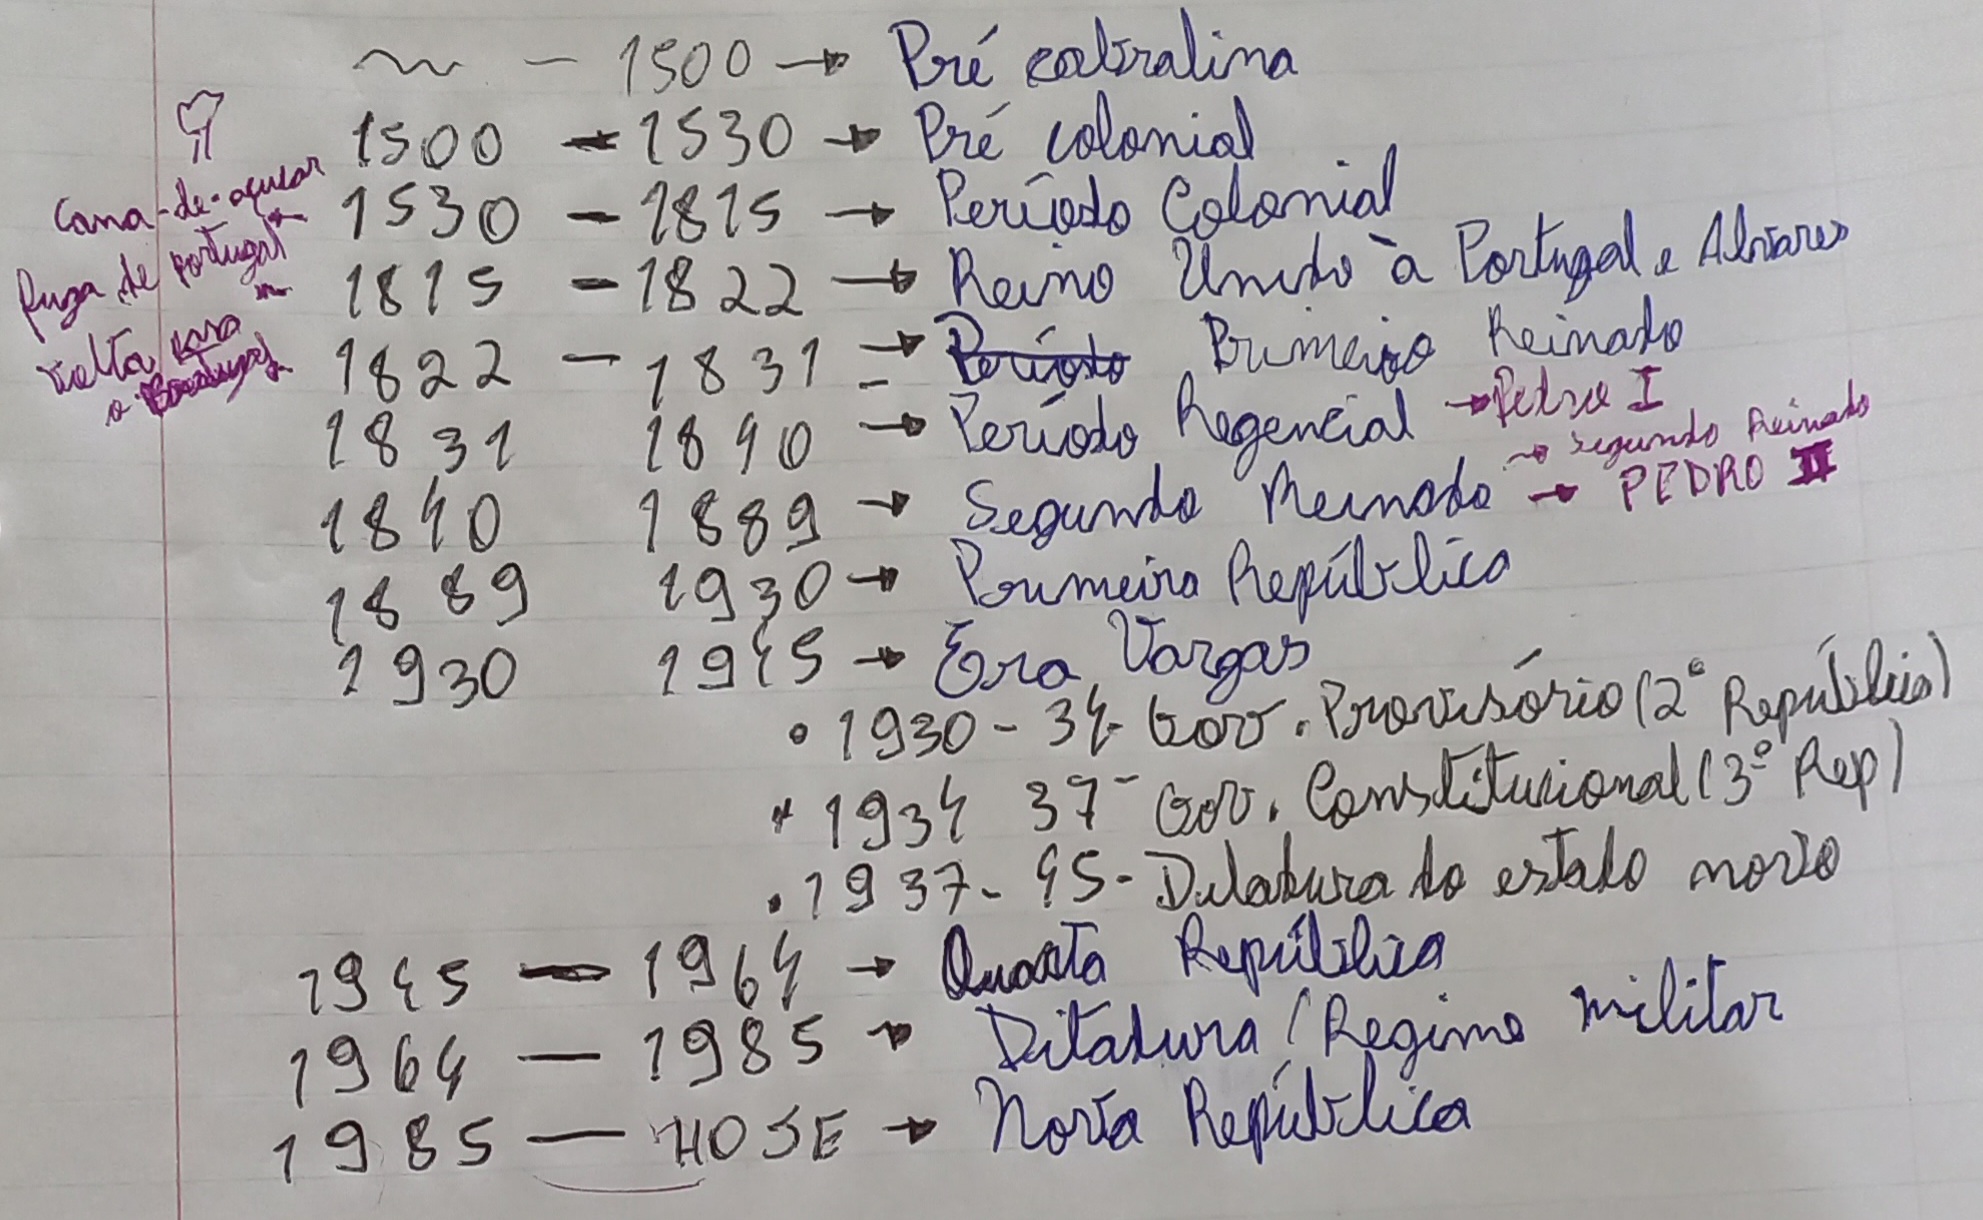 ~ - 1500 → Pré cabralina
1500 - 1530 → Pré colonial
Cana-de-açucar
1530 - 1815 → Período Colonial
fuga de portugal
1815 - 1822 → Reino Unido à Portugal e Alvares
volta para
o
1822 - 1831 → Período Primeiro Reinado
1831 1840 → Período Regencial → Pedro I
→ segundo Reinado
1840 1889 → Segundo Reinado → PEDRO II
1889 1930 → Primeira República
1930 1945 → Era Vargas
• 1930 - 34 - Gov. Provisório (2° República)
• 1934 37 - Gov. Constitucional (3° Rep)
• 1937 - 45 - Ditadura do estado novo
1945 - 1964 → Quarta República
1964 - 1985 → Ditadura / Regime militar
1985 - HOJE → Nova República